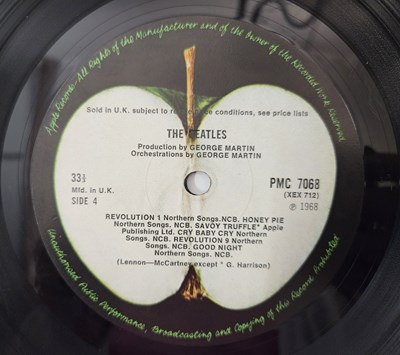 Apple Records-All Rights of the Manufacturer and of the Owner of the Recorded Work Reserved
Sold in U.K. subject to resale price conditions, see price lists
THE BEATLES
Production by GEORGE MARTIN
Orchestrations by GEORGE MARTIN
33⅓
Mfd. in U.K.
SIDE 4
PMC 7068
(XEX 712)
℗ 1968
REVOLUTION 1 Northern Songs.NCB. HONEY PIE
Northern Songs. NCB. SAVOY TRUFFLE* Apple
Publishing Ltd. CRY BABY CRY Northern
Songs. NCB. REVOLUTION 9 Northern
Songs. NCB. GOOD NIGHT
Northern Songs. NCB.
(Lennon—McCartney except * G. Harrison)
Unauthorised Public Performance, Broadcasting and Copying of this Record Prohibited